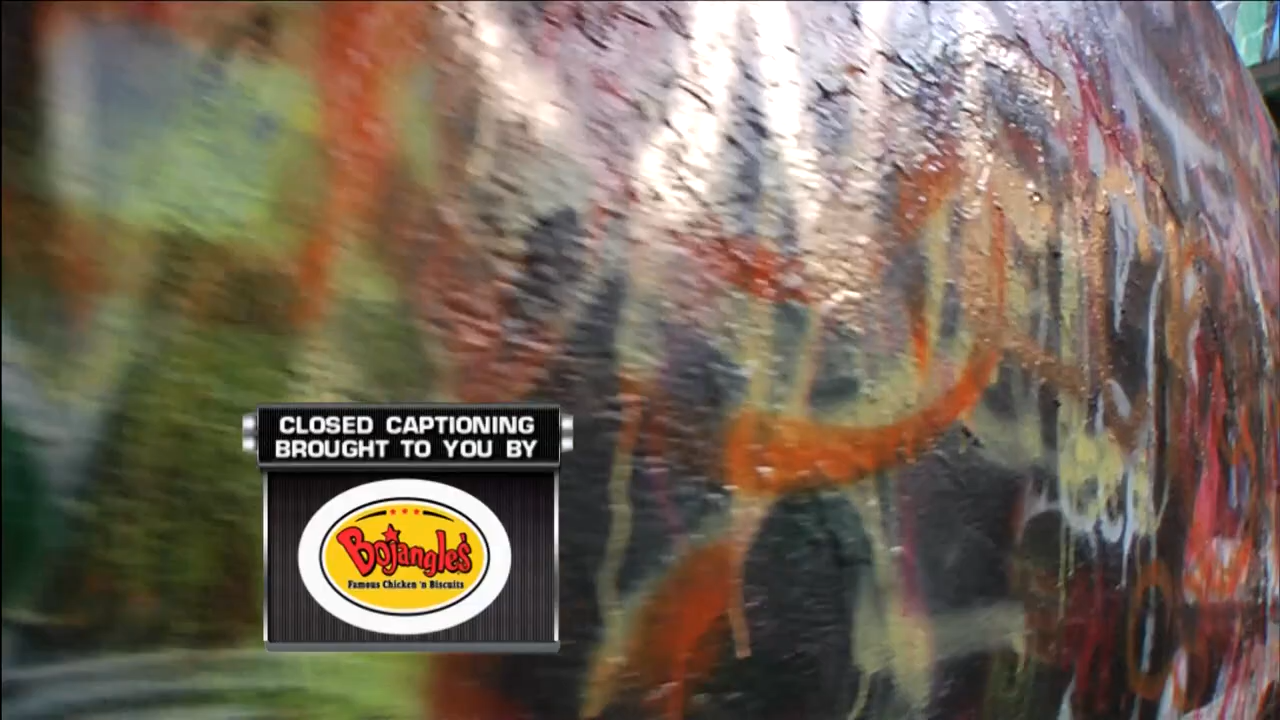 CLOSED CAPTIONING
BROUGHT TO YOU BY
Bojangles'
Famous Chicken 'n Biscuits